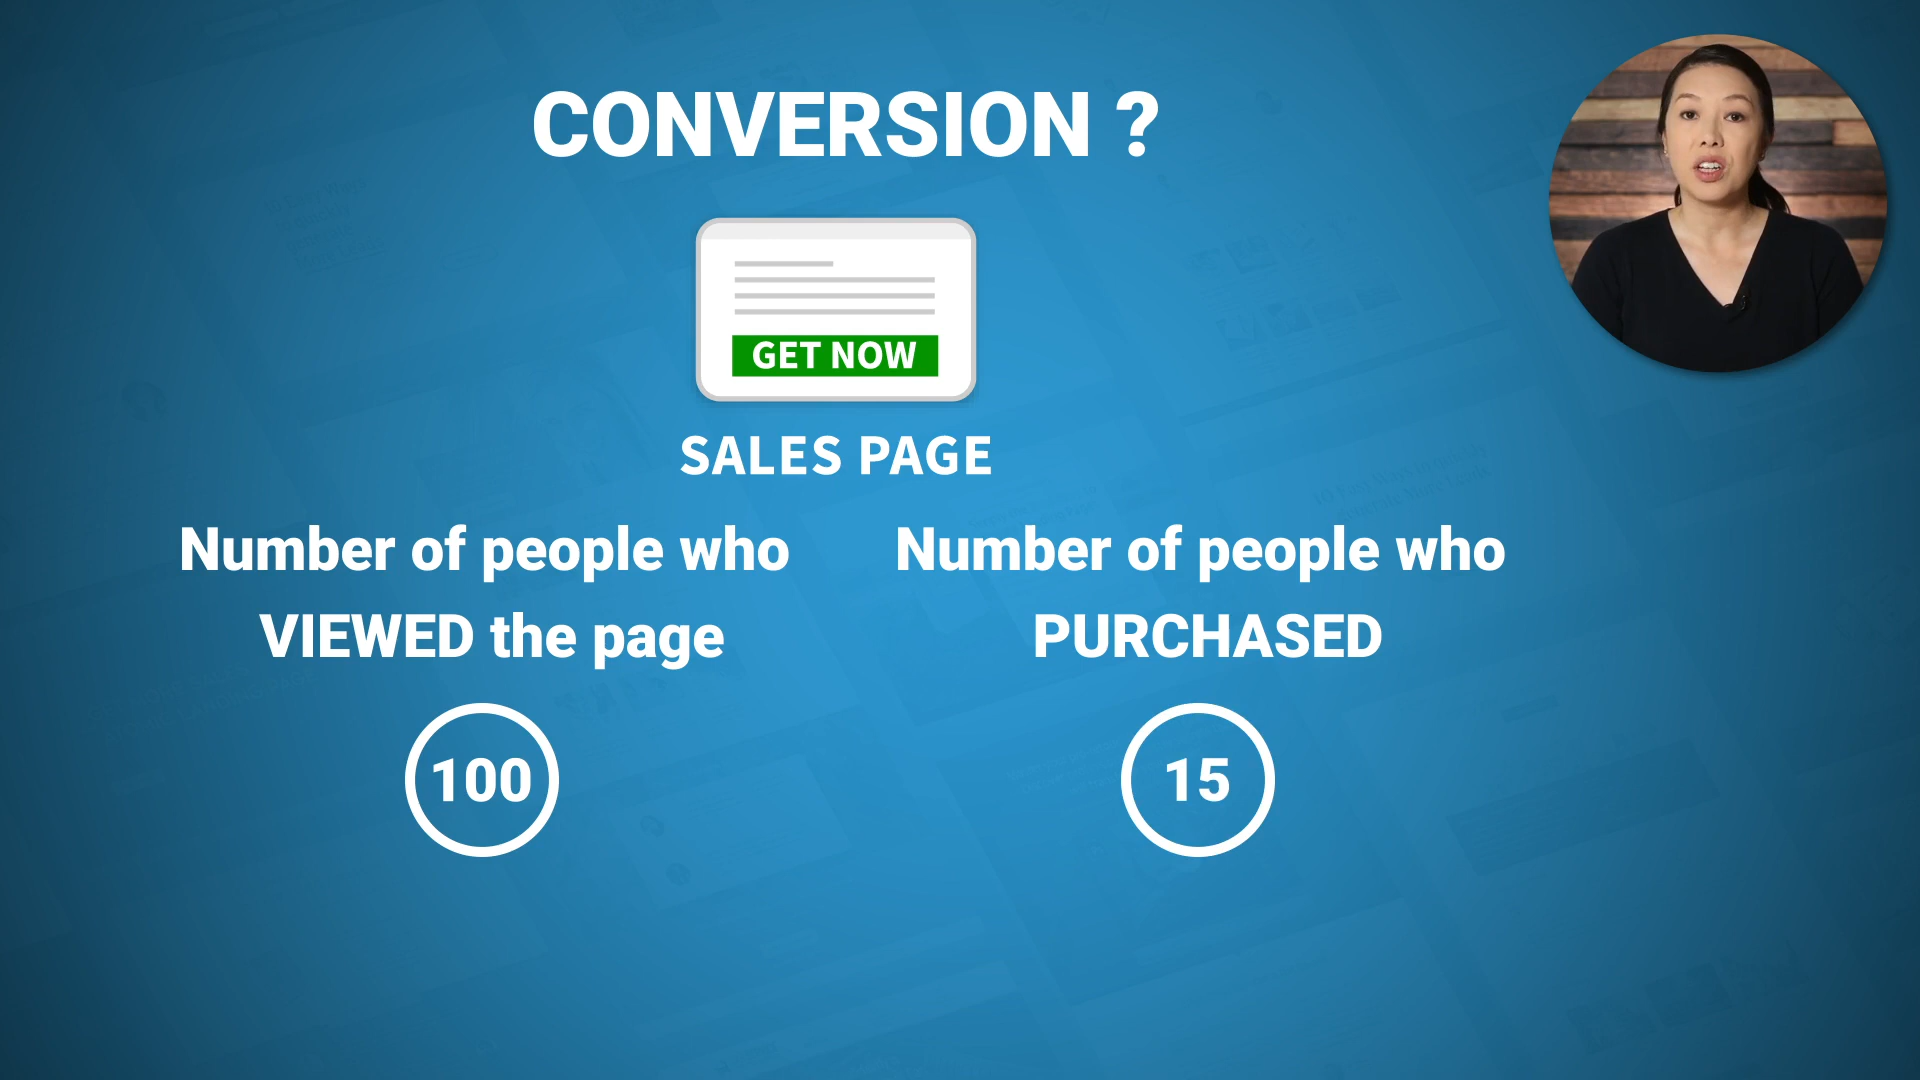 CONVERSION ?
GET NOW
SALES PAGE
Number of people who
VIEWED the page
100
Number of people who
PURCHASED
15